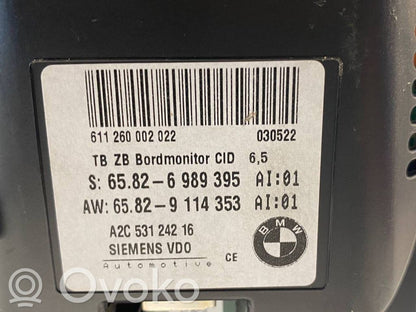 611 260 002 022 030522
TB ZB Bordmonitor CID 6,5
S: 65.82-6 989 395 AI:01
AW: 65.82-9 114 353 AI:01
A2C 531 242 16
SIEMENS VDO
Automotive CE
BMW
Ovoko